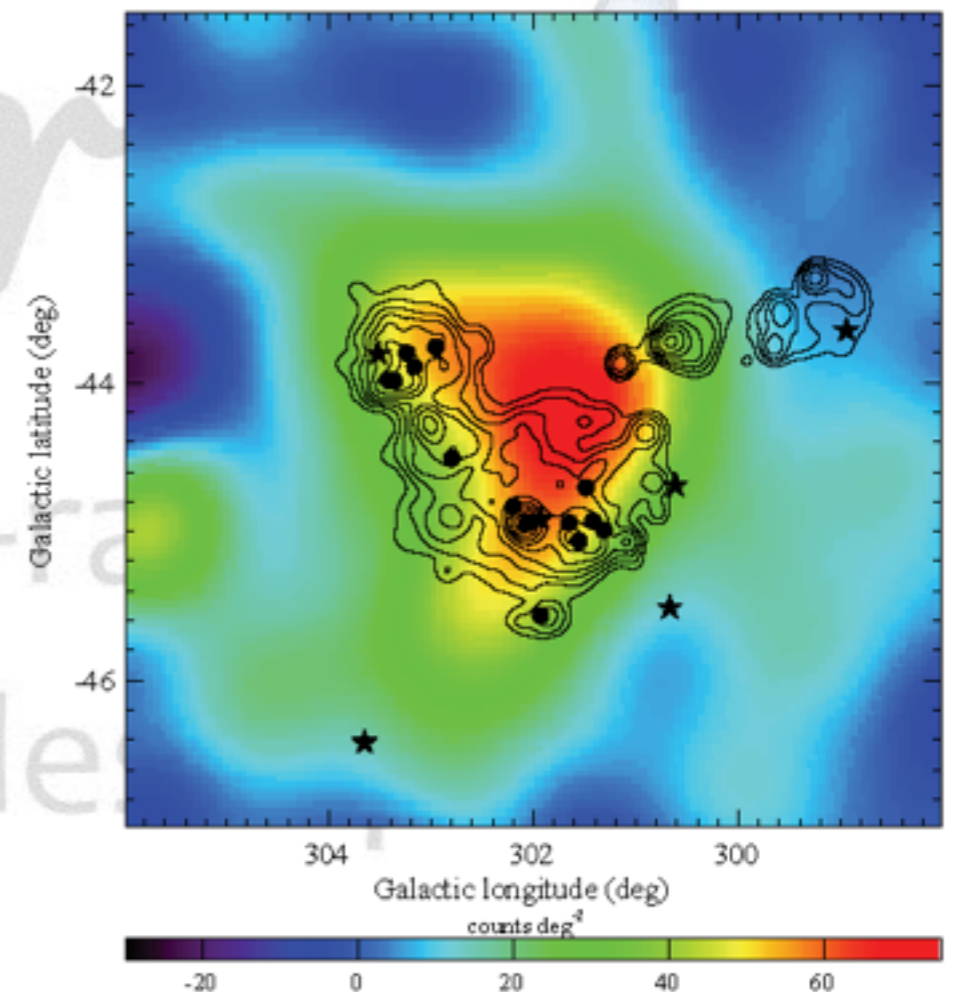 -42
-44
-46
Galactic latitude (deg)
304 302 300
Galactic longitude (deg)
counts deg⁻²
-20 0 20 40 60